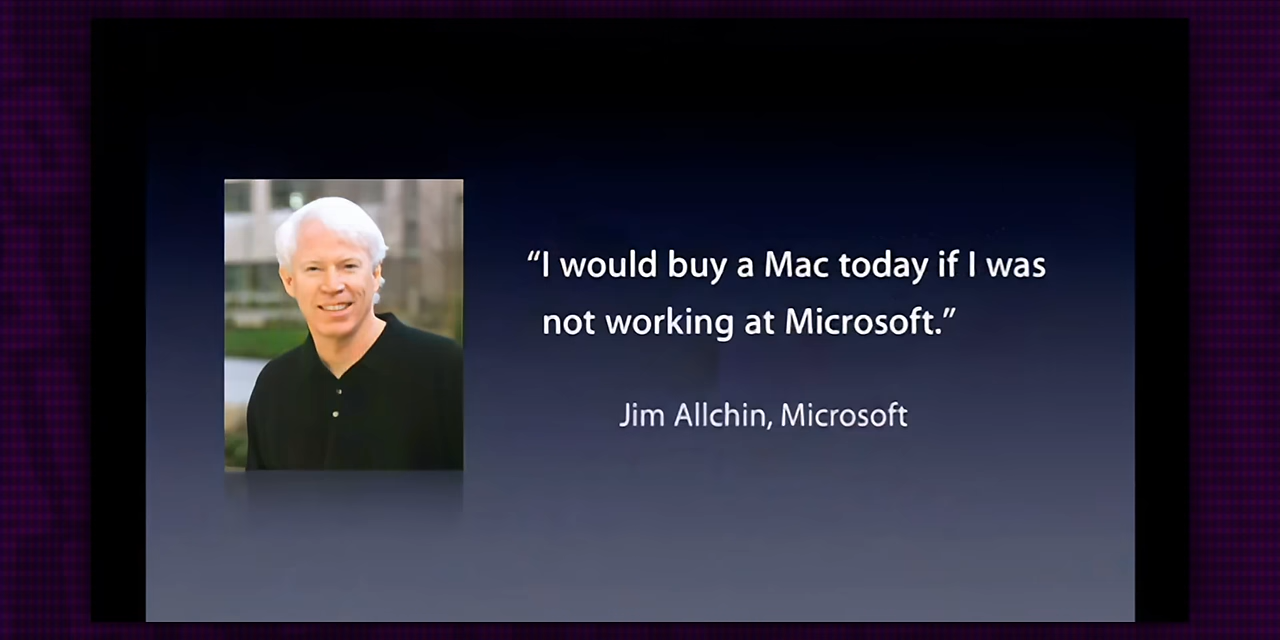 “I would buy a Mac today if I was
not working at Microsoft.”
Jim Allchin, Microsoft